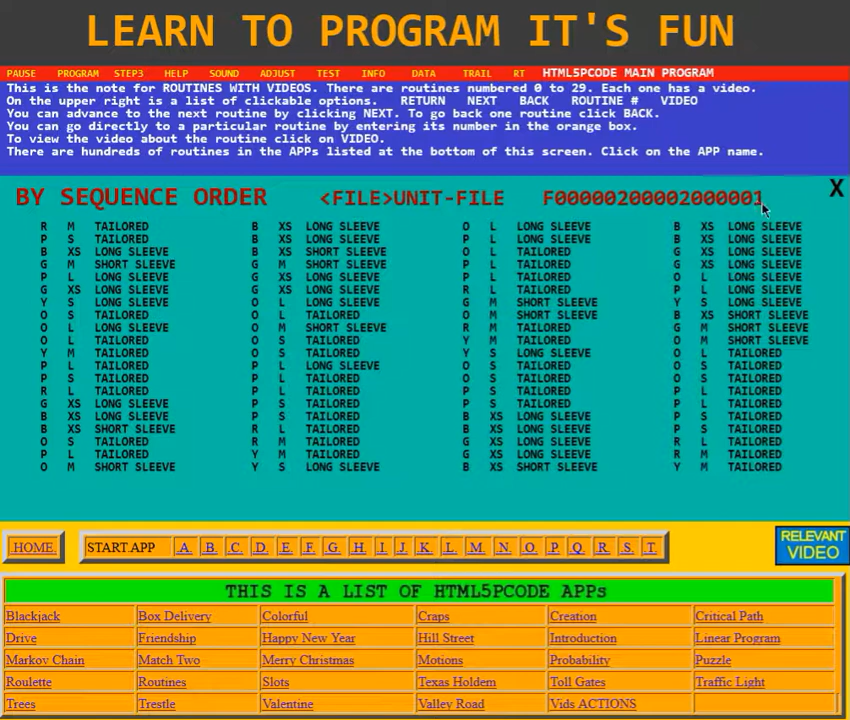 LEARN TO PROGRAM IT'S FUN
PAUSE PROGRAM STEP3 HELP SOUND ADJUST TEST INFO DATA TRAIL RT HTML5PCODE MAIN PROGRAM
This is the note for ROUTINES WITH VIDEOS. There are routines numbered 0 to 29. Each one has a video.
On the upper right is a list of clickable options. RETURN NEXT BACK ROUTINE # VIDEO
You can advance to the next routine by clicking NEXT. To go back one routine click BACK.
You can go directly to a particular routine by entering its number in the orange box.
To view the video about the routine click on VIDEO.
There are hundreds of routines in the APPs listed at the bottom of this screen. Click on the APP name.
BY SEQUENCE ORDER <FILE>UNIT-FILE F000002000002000001 X
R M TAILORED B XS LONG SLEEVE O L LONG SLEEVE B XS LONG SLEEVE
P S TAILORED B XS LONG SLEEVE P L LONG SLEEVE B XS LONG SLEEVE
B XS LONG SLEEVE B XS SHORT SLEEVE O L TAILORED G XS LONG SLEEVE
G M SHORT SLEEVE G M SHORT SLEEVE P L TAILORED G XS LONG SLEEVE
P L LONG SLEEVE G XS LONG SLEEVE P L TAILORED O L LONG SLEEVE
G XS LONG SLEEVE G XS LONG SLEEVE R L TAILORED P L LONG SLEEVE
Y S LONG SLEEVE O L LONG SLEEVE G M SHORT SLEEVE Y S LONG SLEEVE
O S TAILORED O L TAILORED O M SHORT SLEEVE B XS SHORT SLEEVE
O L LONG SLEEVE O M SHORT SLEEVE R M TAILORED G M SHORT SLEEVE
O L TAILORED O S TAILORED Y M TAILORED O M SHORT SLEEVE
Y M TAILORED O S TAILORED Y S LONG SLEEVE O L TAILORED
P L TAILORED P L LONG SLEEVE O S TAILORED O S TAILORED
P S TAILORED P L TAILORED O S TAILORED O S TAILORED
R L TAILORED P L TAILORED P S TAILORED P L TAILORED
G XS LONG SLEEVE P S TAILORED P S TAILORED P L TAILORED
B XS LONG SLEEVE P S TAILORED B XS LONG SLEEVE P S TAILORED
B XS SHORT SLEEVE R L TAILORED B XS LONG SLEEVE P S TAILORED
O S TAILORED R M TAILORED G XS LONG SLEEVE R L TAILORED
P L TAILORED Y M TAILORED G XS LONG SLEEVE R M TAILORED
O M SHORT SLEEVE Y S LONG SLEEVE B XS SHORT SLEEVE Y M TAILORED
HOME START.APP A. B. C. D. E. F. G. H. I. J. K. L. M. N. O. P. Q. R. S. T.
RELEVANT
VIDEO
THIS IS A LIST OF HTML5PCODE APPs
Blackjack Box Delivery Colorful Craps Creation Critical Path
Drive Friendship Happy New Year Hill Street Introduction Linear Program
Markov Chain Match Two Merry Christmas Motions Probability Puzzle
Roulette Routines Slots Texas Holdem Toll Gates Traffic Light
Trees Trestle Valentine Valley Road Vids ACTIONS